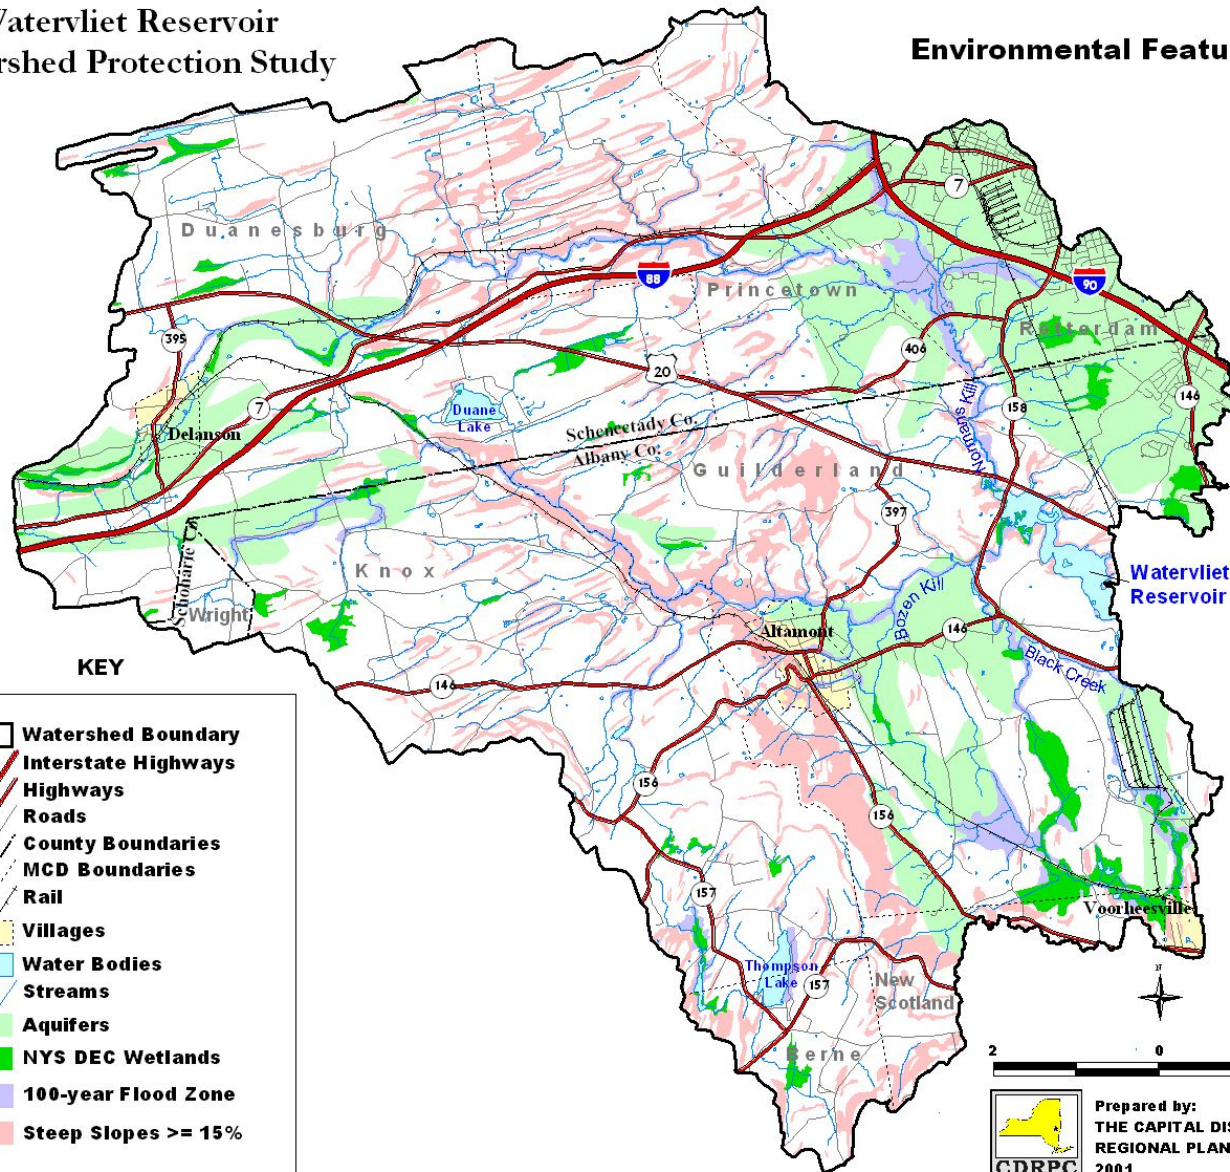 Watervliet Reservoir
rshed Protection Study
Environmental Featu
Duanesburg
7
88
Princetown
90
Rotterdam
395
406
20
Duane
Lake
7
158
146
Normans Kill
Delanson
Schenectady Co.
Albany Co.
Guilderland
397
Schoharie Co.
Knox
Wright
Watervliet
Reservoir
Bozen Kill
Altamont
146
Black Creek
146
KEY
Watershed Boundary
Interstate Highways
Highways
Roads
County Boundaries
MCD Boundaries
Rail
Villages
Water Bodies
Streams
Aquifers
NYS DEC Wetlands
100-year Flood Zone
Steep Slopes >= 15%
156
156
157
Voorheesville
Thompson
Lake
157
New
Scotland
Berne
N
2
0
Prepared by:
THE CAPITAL DIS
REGIONAL PLAN
2001
CDRPC